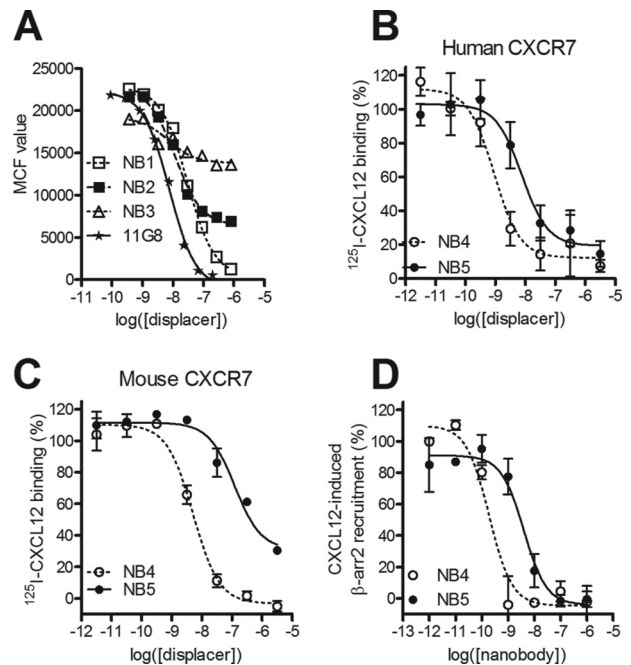 A
MCF value
25000
20000
15000
10000
5000
0
NB1
NB2
NB3
11G8
-11 -10 -9 -8 -7 -6 -5
log([displacer])
B
Human CXCR7
¹²⁵I-CXCL12 binding (%)
120
100
80
60
40
20
0
NB4
NB5
-12 -11 -10 -9 -8 -7 -6 -5
log([displacer])
C
Mouse CXCR7
¹²⁵I-CXCL12 binding (%)
120
100
80
60
40
20
0
NB4
NB5
-12 -11 -10 -9 -8 -7 -6 -5
log([displacer])
D
CXCL12-induced
β-arr2 recruitment (%)
120
100
80
60
40
20
0
NB4
NB5
-13 -12 -11 -10 -9 -8 -7 -6 -5
log([nanobody])